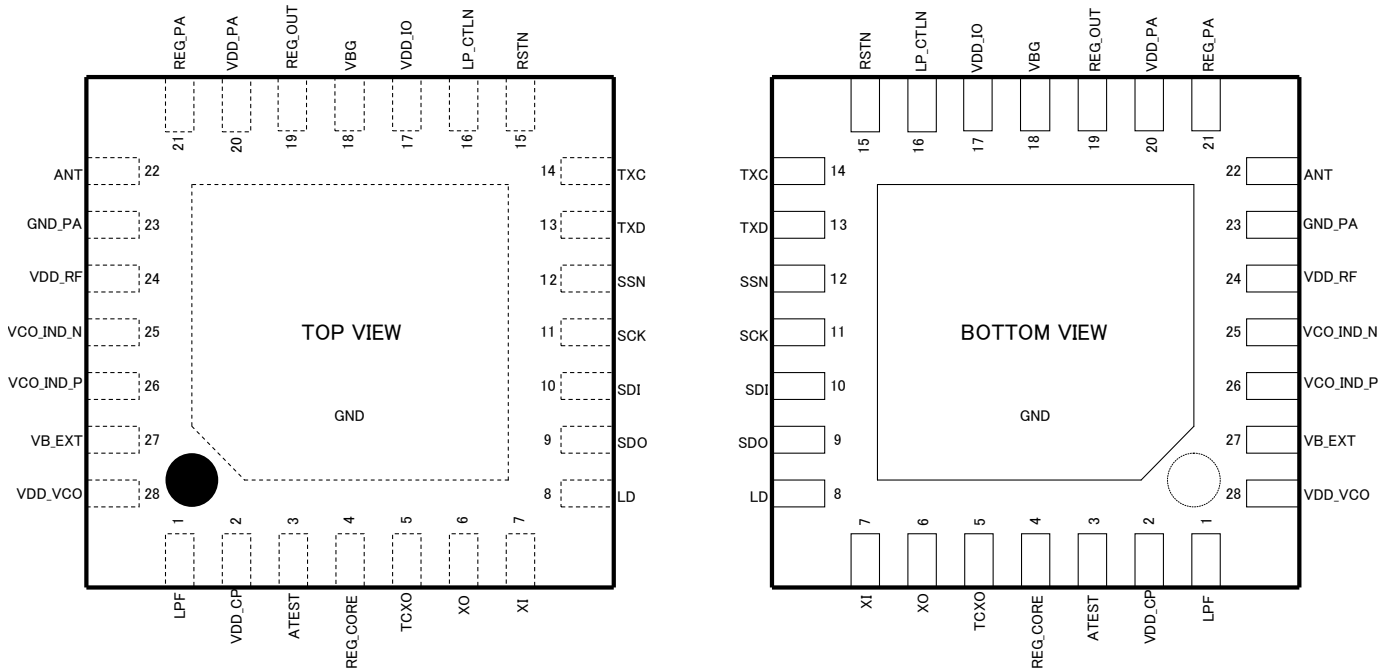 REG_PA VDD_PA REG_OUT VBG VDD_IO LP_CTLN RSTN
21 20 19 18 17 16 15
ANT 22 14 TXC
GND_PA 23 13 TXD
VDD_RF 24 12 SSN
VCO_IND_N 25 TOP VIEW 11 SCK
VCO_IND_P 26 10 SDI
GND
VB_EXT 27 9 SDO
VDD_VCO 28 8 LD
1 2 3 4 5 6 7
LPF VDD_CP ATEST REG_CORE TCXO XO XI
RSTN LP_CTLN VDD_IO VBG REG_OUT VDD_PA REG_PA
15 16 17 18 19 20 21
TXC 14 22 ANT
TXD 13 23 GND_PA
SSN 12 24 VDD_RF
SCK 11 BOTTOM VIEW 25 VCO_IND_N
SDI 10 26 VCO_IND_P
GND
SDO 9 27 VB_EXT
LD 8 28 VDD_VCO
7 6 5 4 3 2 1
XI XO TCXO REG_CORE ATEST VDD_CP LPF